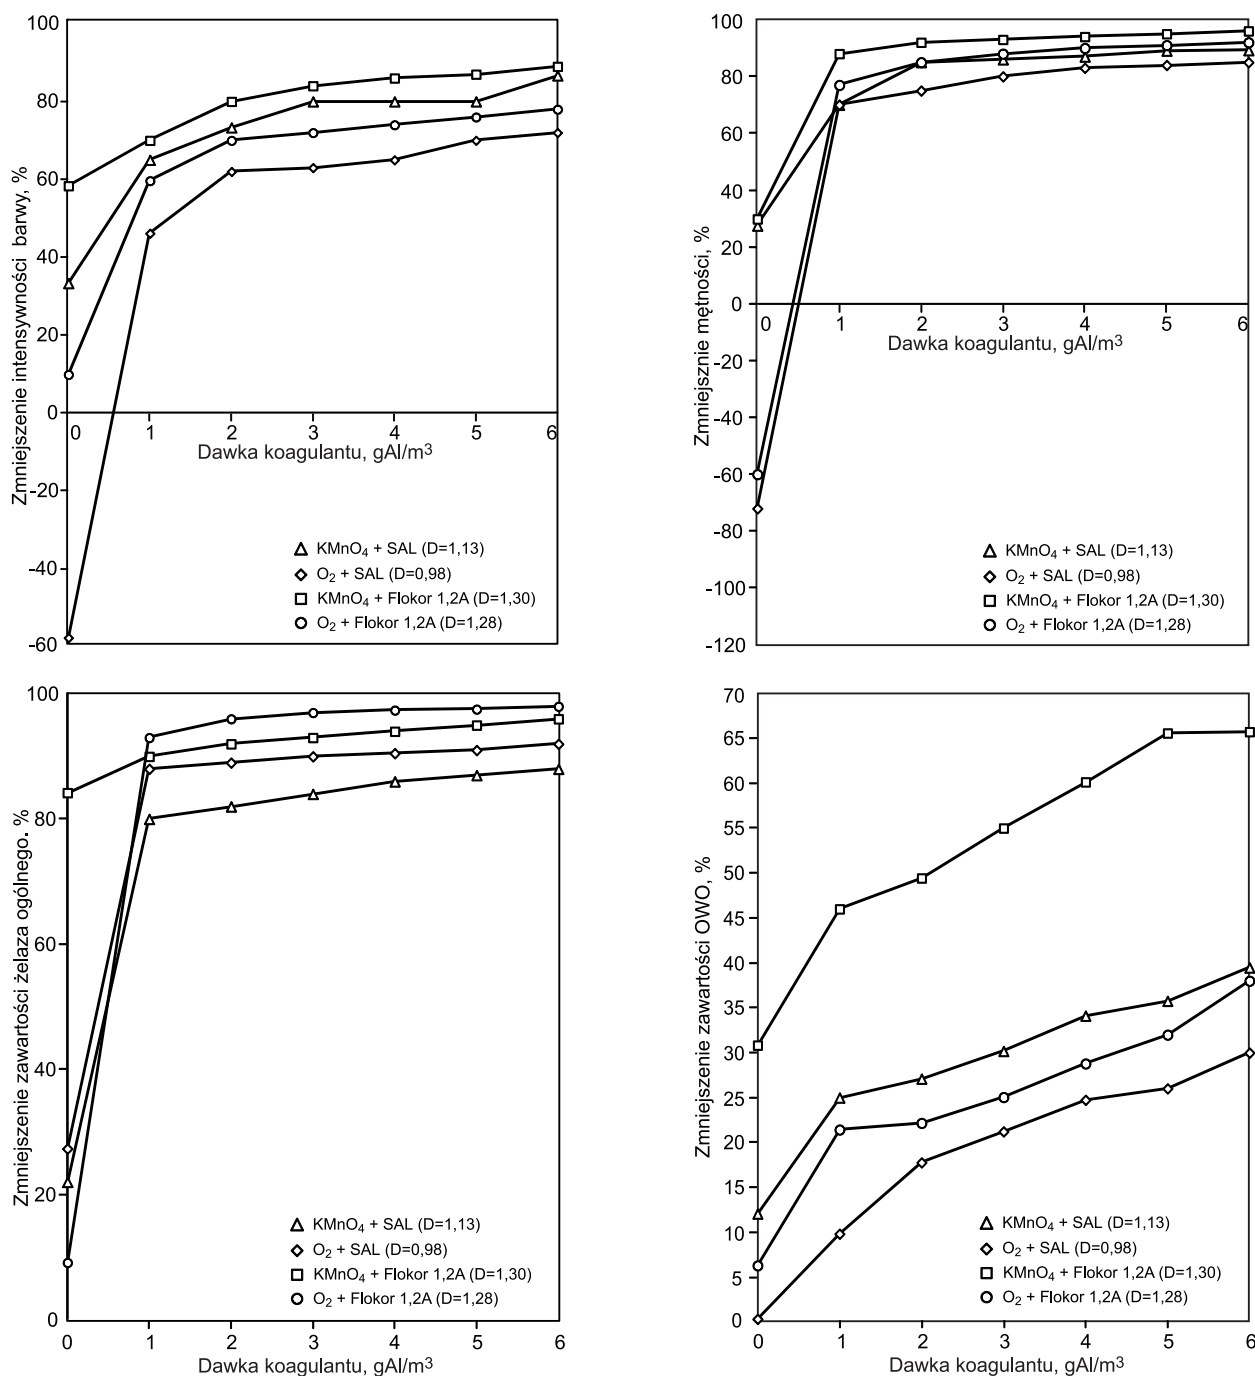 Zmniejszenie intensywności barwy, %
100
80
60
40
20
0
-20
-40
-60
0 1 2 3 4 5 6
Dawka koagulantu, gAl/m³
KMnO₄ + SAL (D=1,13)
O₂ + SAL (D=0,98)
KMnO₄ + Flokor 1,2A (D=1,30)
O₂ + Flokor 1,2A (D=1,28)
Zmniejsznie mętności, %
100
80
60
40
20
0
-20
-40
-60
-80
-100
-120
0 1 2 3 4 5 6
Dawka koagulantu, gAl/m³
KMnO₄ + SAL (D=1,13)
O₂ + SAL (D=0,98)
KMnO₄ + Flokor 1,2A (D=1,30)
O₂ + Flokor 1,2A (D=1,28)
Zmniejszenie zawartości żelaza ogólnego. %
100
80
60
40
20
0
0 1 2 3 4 5 6
Dawka koagulantu, gAl/m³
KMnO₄ + SAL (D=1,13)
O₂ + SAL (D=0,98)
KMnO₄ + Flokor 1,2A (D=1,30)
O₂ + Flokor 1,2A (D=1,28)
Zmniejszenie zawartości OWO, %
70
65
60
55
50
45
40
35
30
25
20
15
10
5
0
0 1 2 3 4 5 6
Dawka koagulantu, gAl/m³
KMnO₄ + SAL (D=1,13)
O₂ + SAL (D=0,98)
KMnO₄ + Flokor 1,2A (D=1,30)
O₂ + Flokor 1,2A (D=1,28)